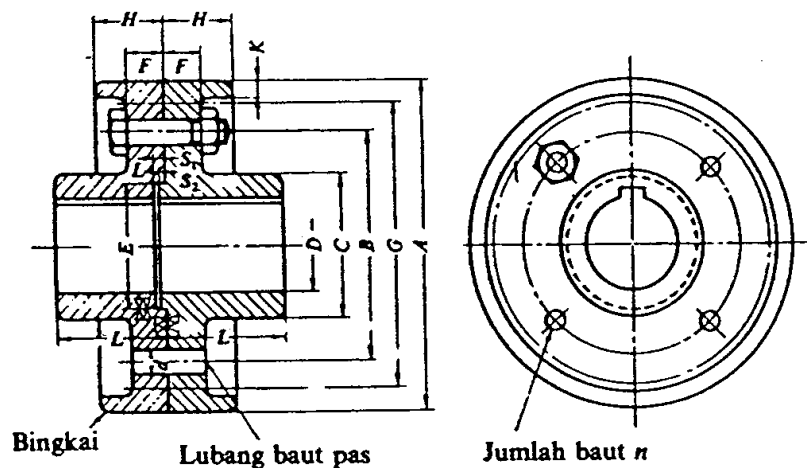 H H
K
F F
L S₁
S₂
E D C B G A
L L
d
Bingkai
Lubang baut pas
Jumlah baut n